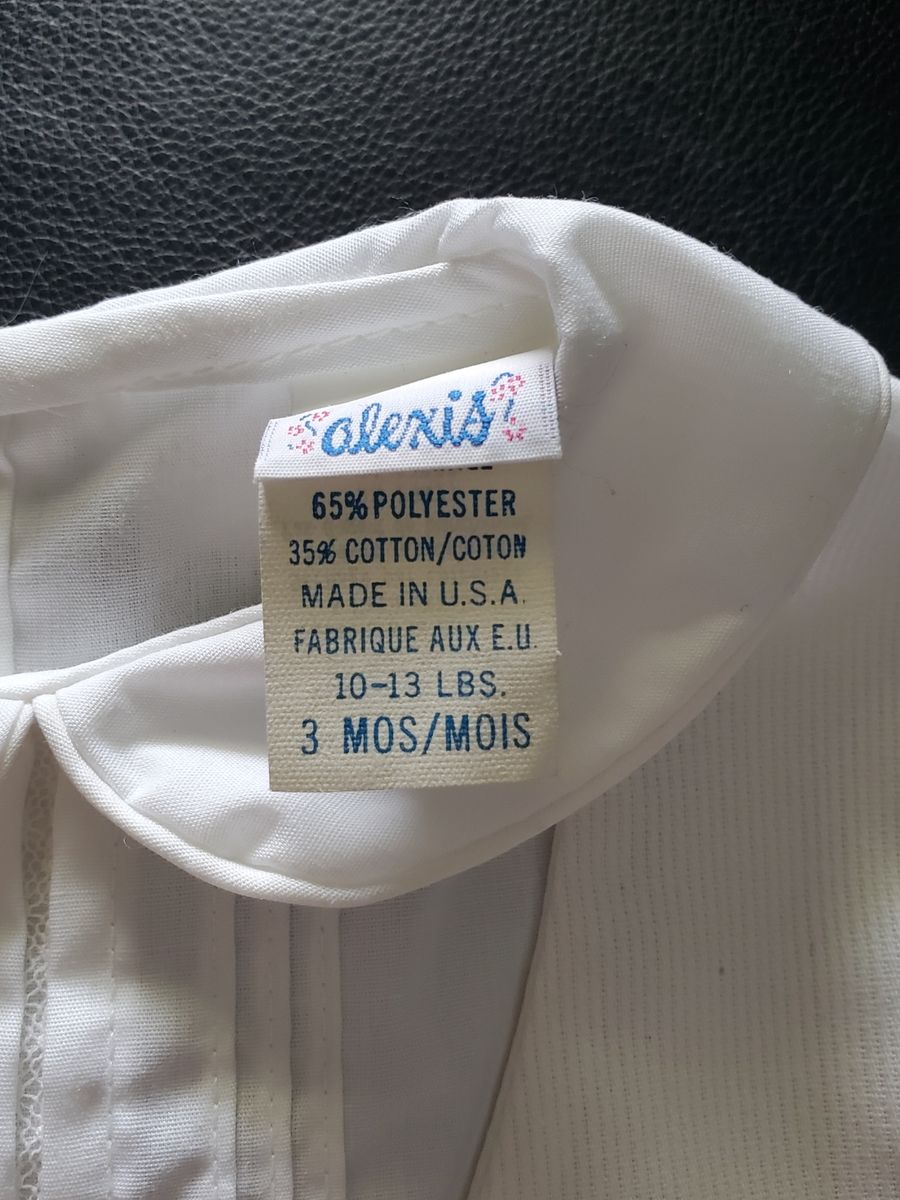 alexis
65% POLYESTER
35% COTTON/COTON
MADE IN U.S.A.
FABRIQUE AUX E.U.
10-13 LBS.
3 MOS/MOIS